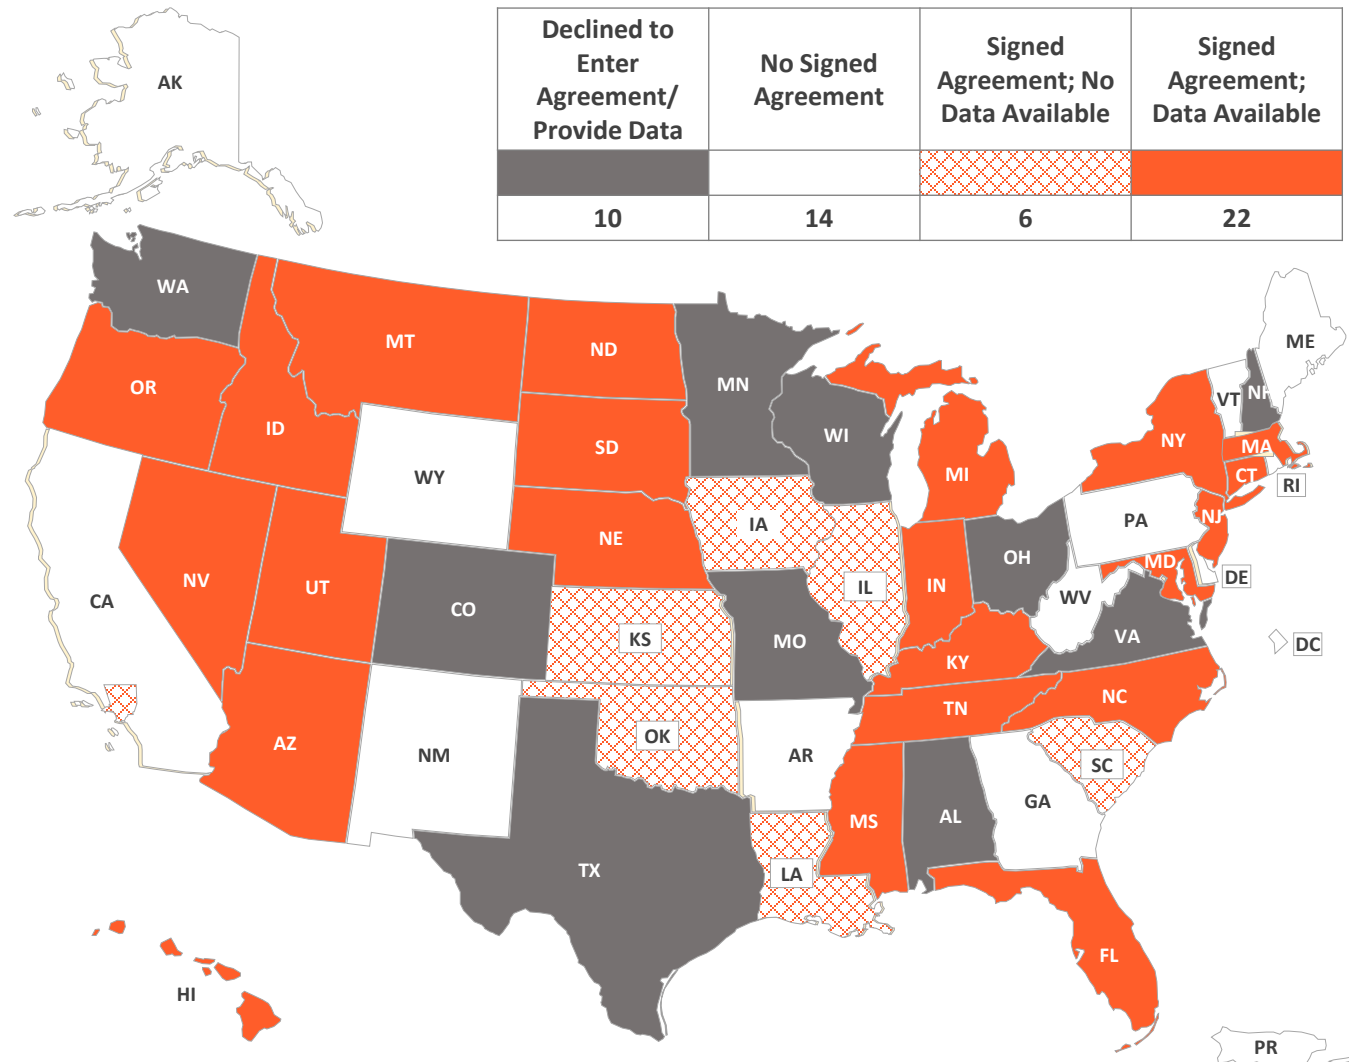 AK
Declined to
Enter
Agreement/
Provide Data
No Signed
Agreement
Signed
Agreement; No
Data Available
Signed
Agreement;
Data Available
10
14
6
22
WA
MT
ND
MN
OR
ID
SD
WI
MI
NY
VT
NH
ME
MA
CT
RI
WY
IA
NE
PA
NJ
OH
IN
IL
NV
UT
CO
CA
KS
MO
WV
MD
DE
VA
DC
KY
NC
TN
AZ
NM
OK
AR
SC
GA
MS
AL
TX
LA
FL
HI
PR